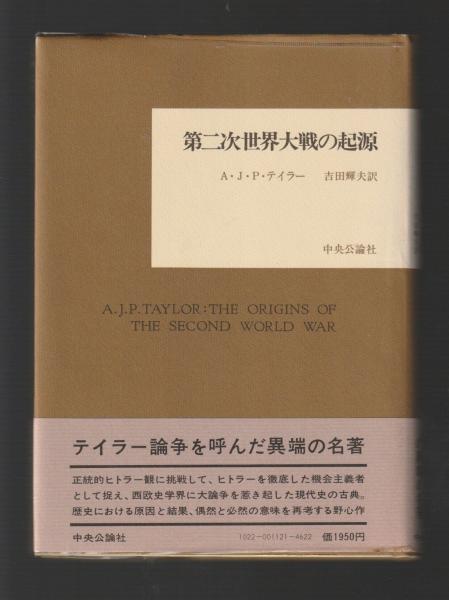 第二次世界大戦の起源
A・J・P・テイラー 吉田輝夫訳
中央公論社
A.J.P.TAYLOR:THE ORIGINS OF
THE SECOND WORLD WAR
テイラー論争を呼んだ異端の名著
正統的ヒトラー観に挑戦して、ヒトラーを徹底した機会主義者
として捉え、西欧史学界に大論争を惹き起した現代史の古典。
歴史における原因と結果、偶然と必然の意味を再考する野心作
中央公論社 1022-001121-4622 価1950円